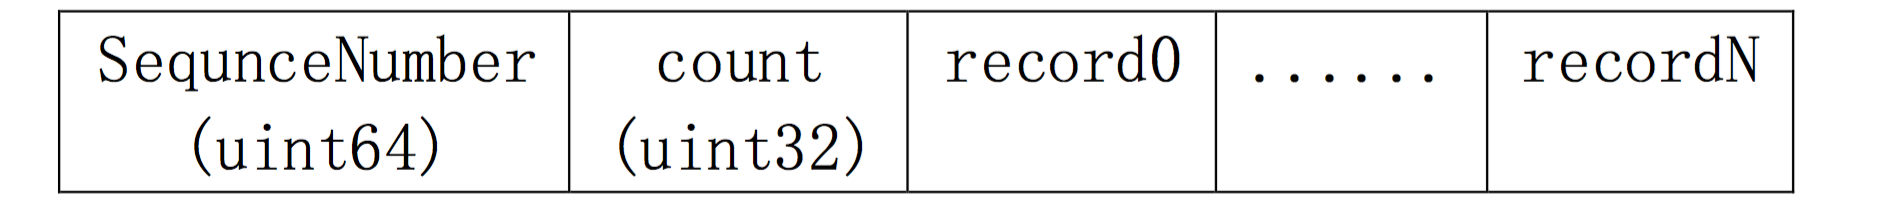 SequnceNumber
(uint64)
count
(uint32)
record0
......
recordN